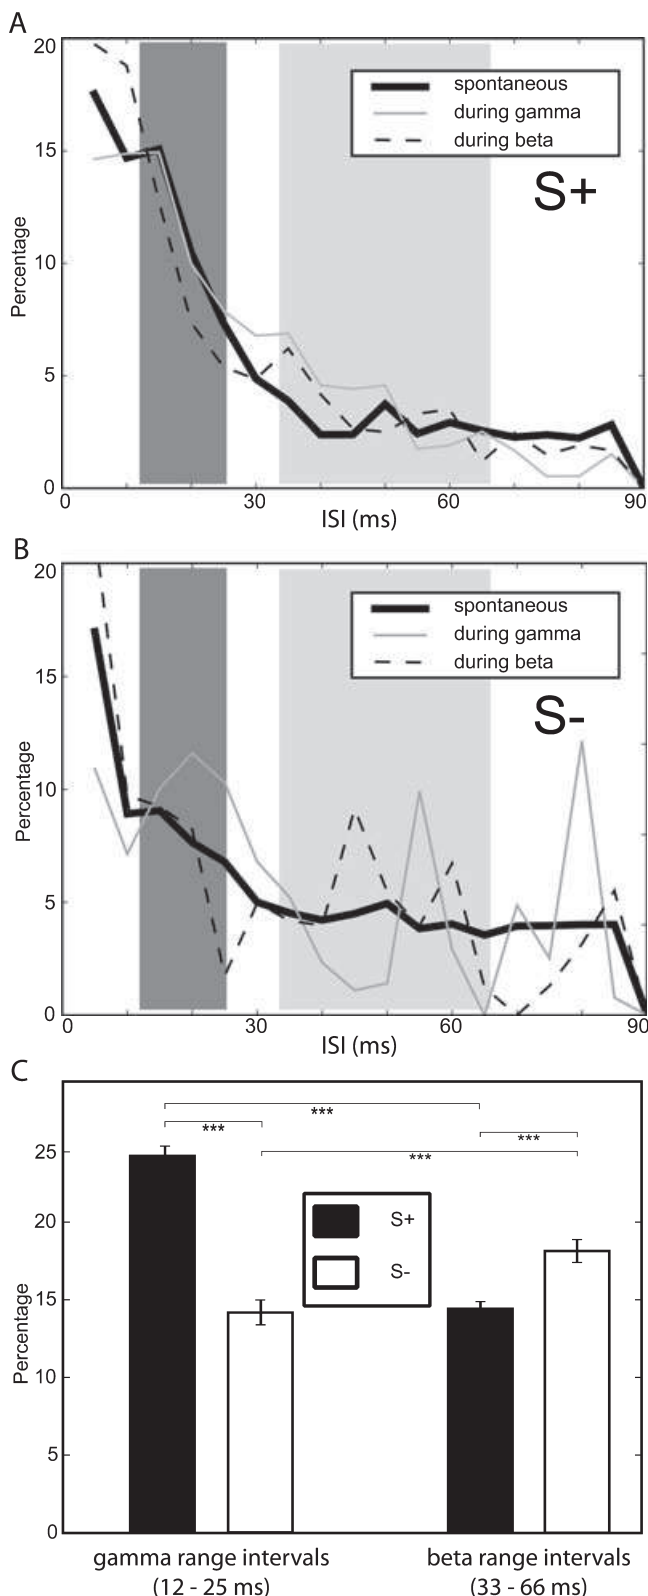 A
20
15
10
5
0
Percentage
spontaneous
during gamma
during beta
S+
0 30 60 90
ISI (ms)
B
20
15
10
5
0
Percentage
spontaneous
during gamma
during beta
S-
0 30 60 90
ISI (ms)
C
25
20
15
10
5
0
Percentage
***
***
***
***
S+
S-
gamma range intervals
(12 - 25 ms)
beta range intervals
(33 - 66 ms)